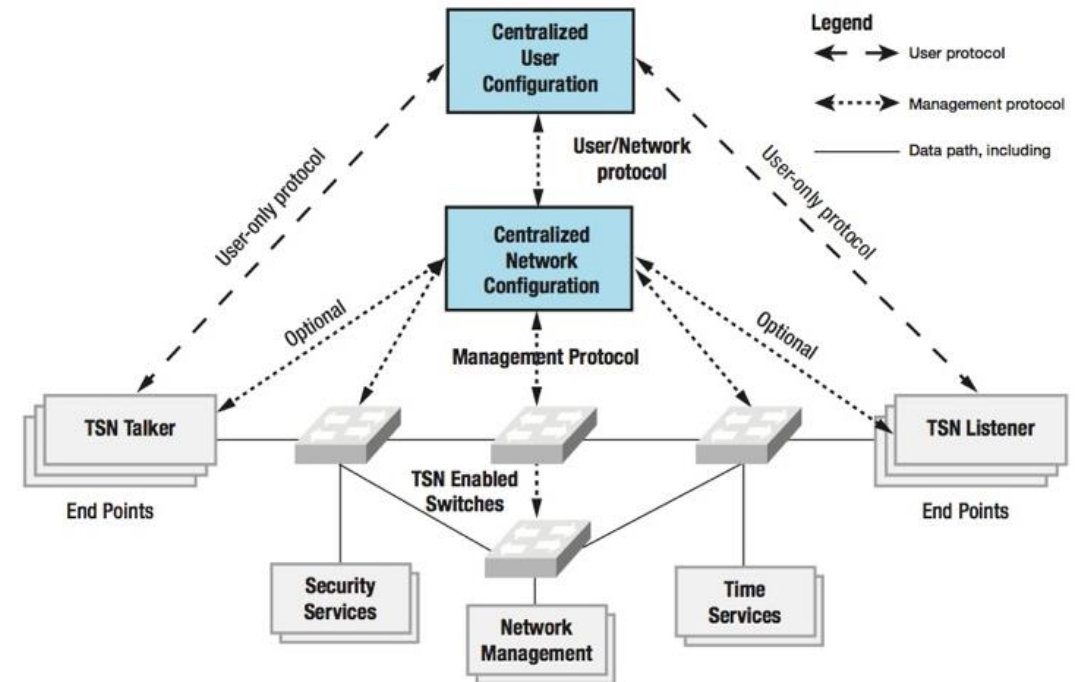 Centralized
User
Configuration
Legend
User protocol
Management protocol
Data path, including
User/Network
protocol
User-only protocol
User-only protocol
Centralized
Network
Configuration
Optional
Optional
Management Protocol
TSN Talker
TSN Listener
End Points
TSN Enabled
Switches
End Points
Security
Services
Time
Services
Network
Management